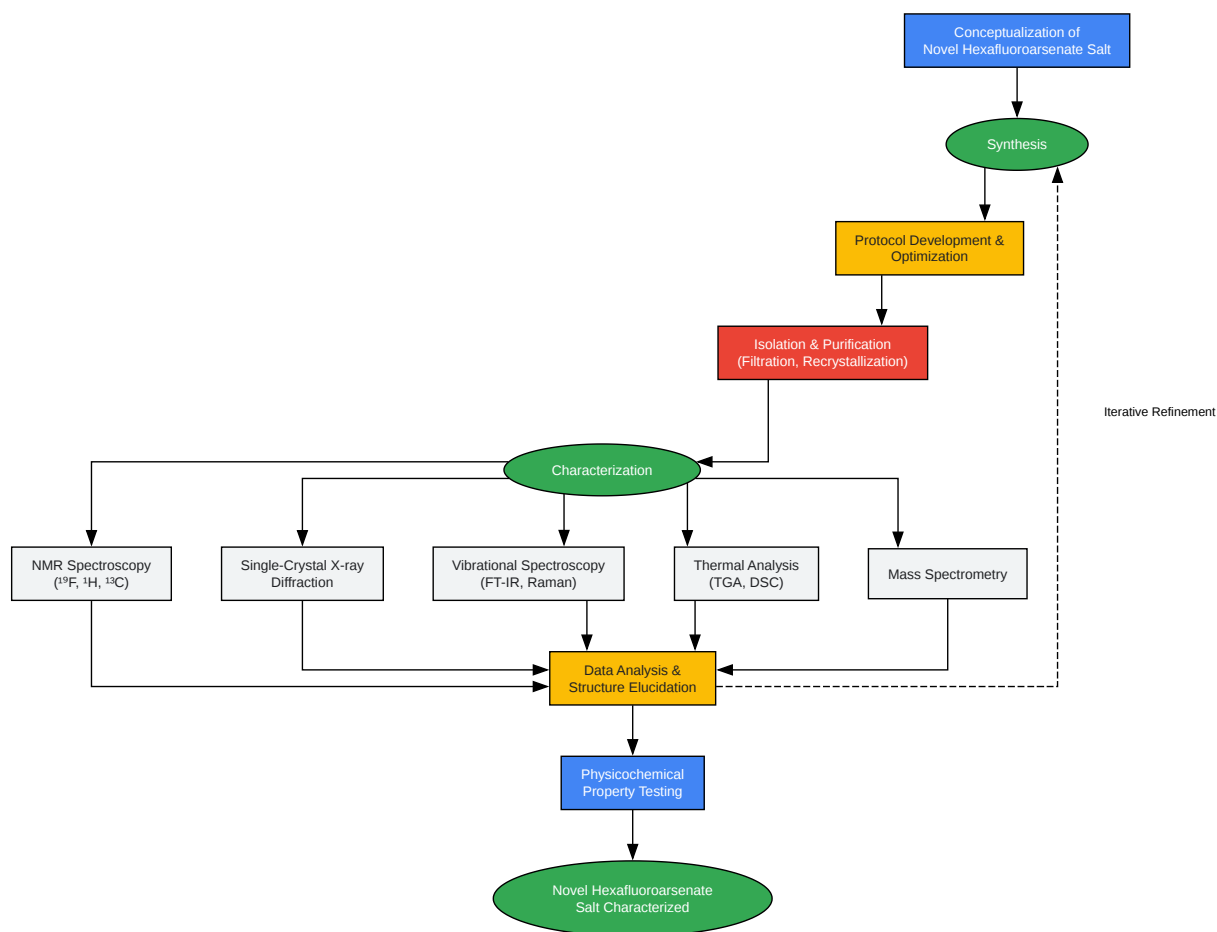 Conceptualization of
Novel Hexafluoroarsenate Salt
Synthesis
Protocol Development &
Optimization
Isolation & Purification
(Filtration, Recrystallization)
Iterative Refinement
Characterization
NMR Spectroscopy
(¹⁹F, ¹H, ¹³C)
Single-Crystal X-ray
Diffraction
Vibrational Spectroscopy
(FT-IR, Raman)
Thermal Analysis
(TGA, DSC)
Mass Spectrometry
Data Analysis &
Structure Elucidation
Physicochemical
Property Testing
Novel Hexafluoroarsenate
Salt Characterized